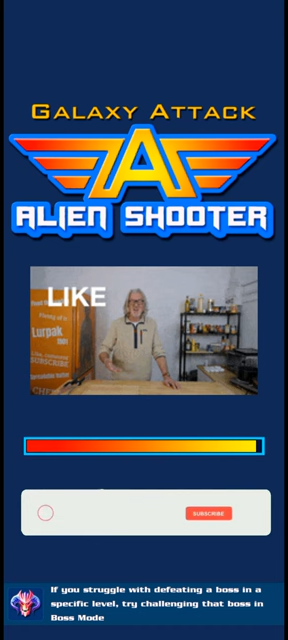 GALAXY ATTACK
A
ALIEN SHOOTER
LIKE
Lurpak
SUBSCRIBE
SUBSCRIBE
If you struggle with defeating a boss in a
specific level, try challenging that boss in
Boss Mode